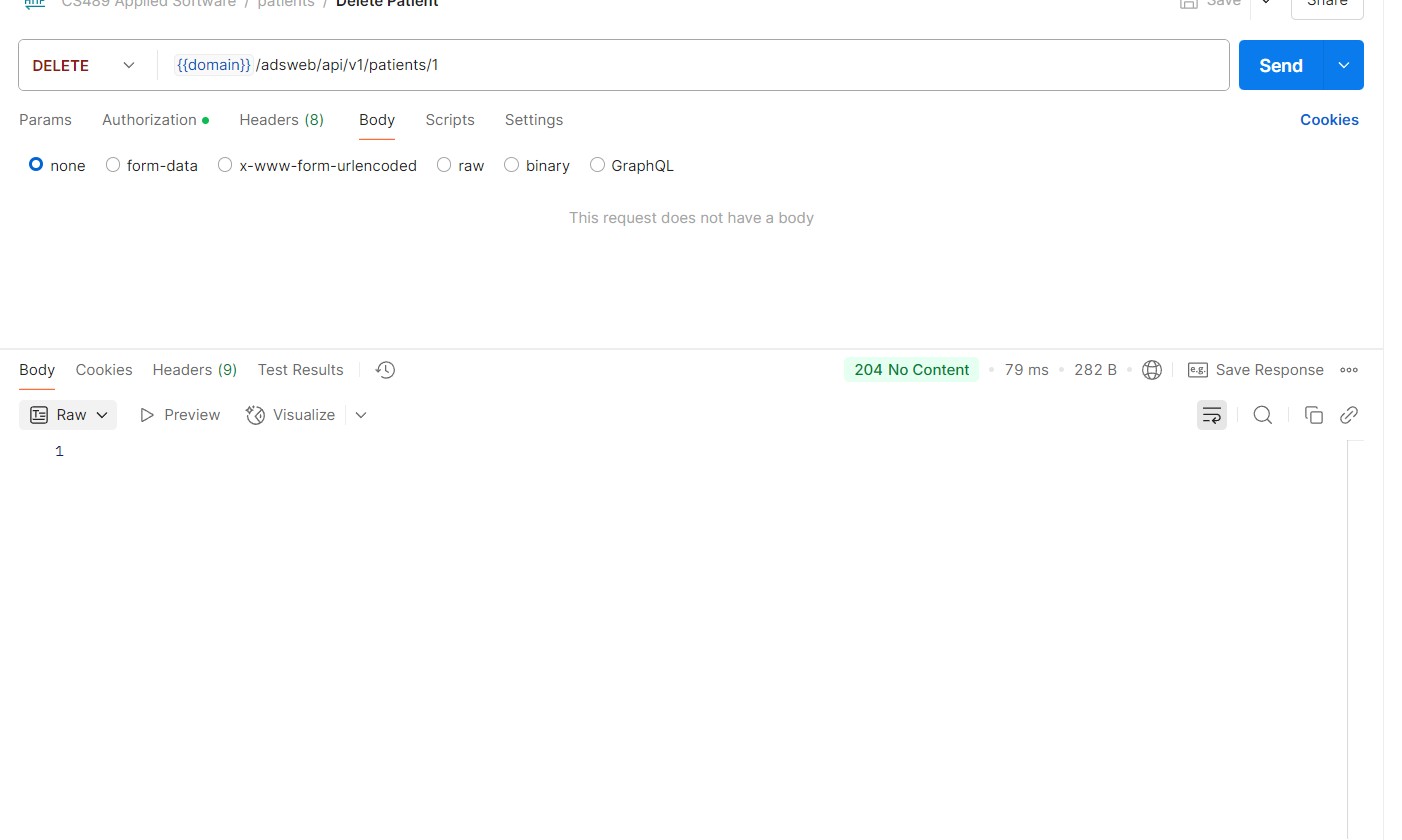 HTTP CS489 Applied Software / patients / Delete Patient Save Share
DELETE {{domain}}/adsweb/api/v1/patients/1 Send
Params Authorization Headers (8) Body Scripts Settings Cookies
none form-data x-www-form-urlencoded raw binary GraphQL
This request does not have a body
Body Cookies Headers (9) Test Results 204 No Content 79 ms 282 B e.g. Save Response
Raw Preview Visualize
1